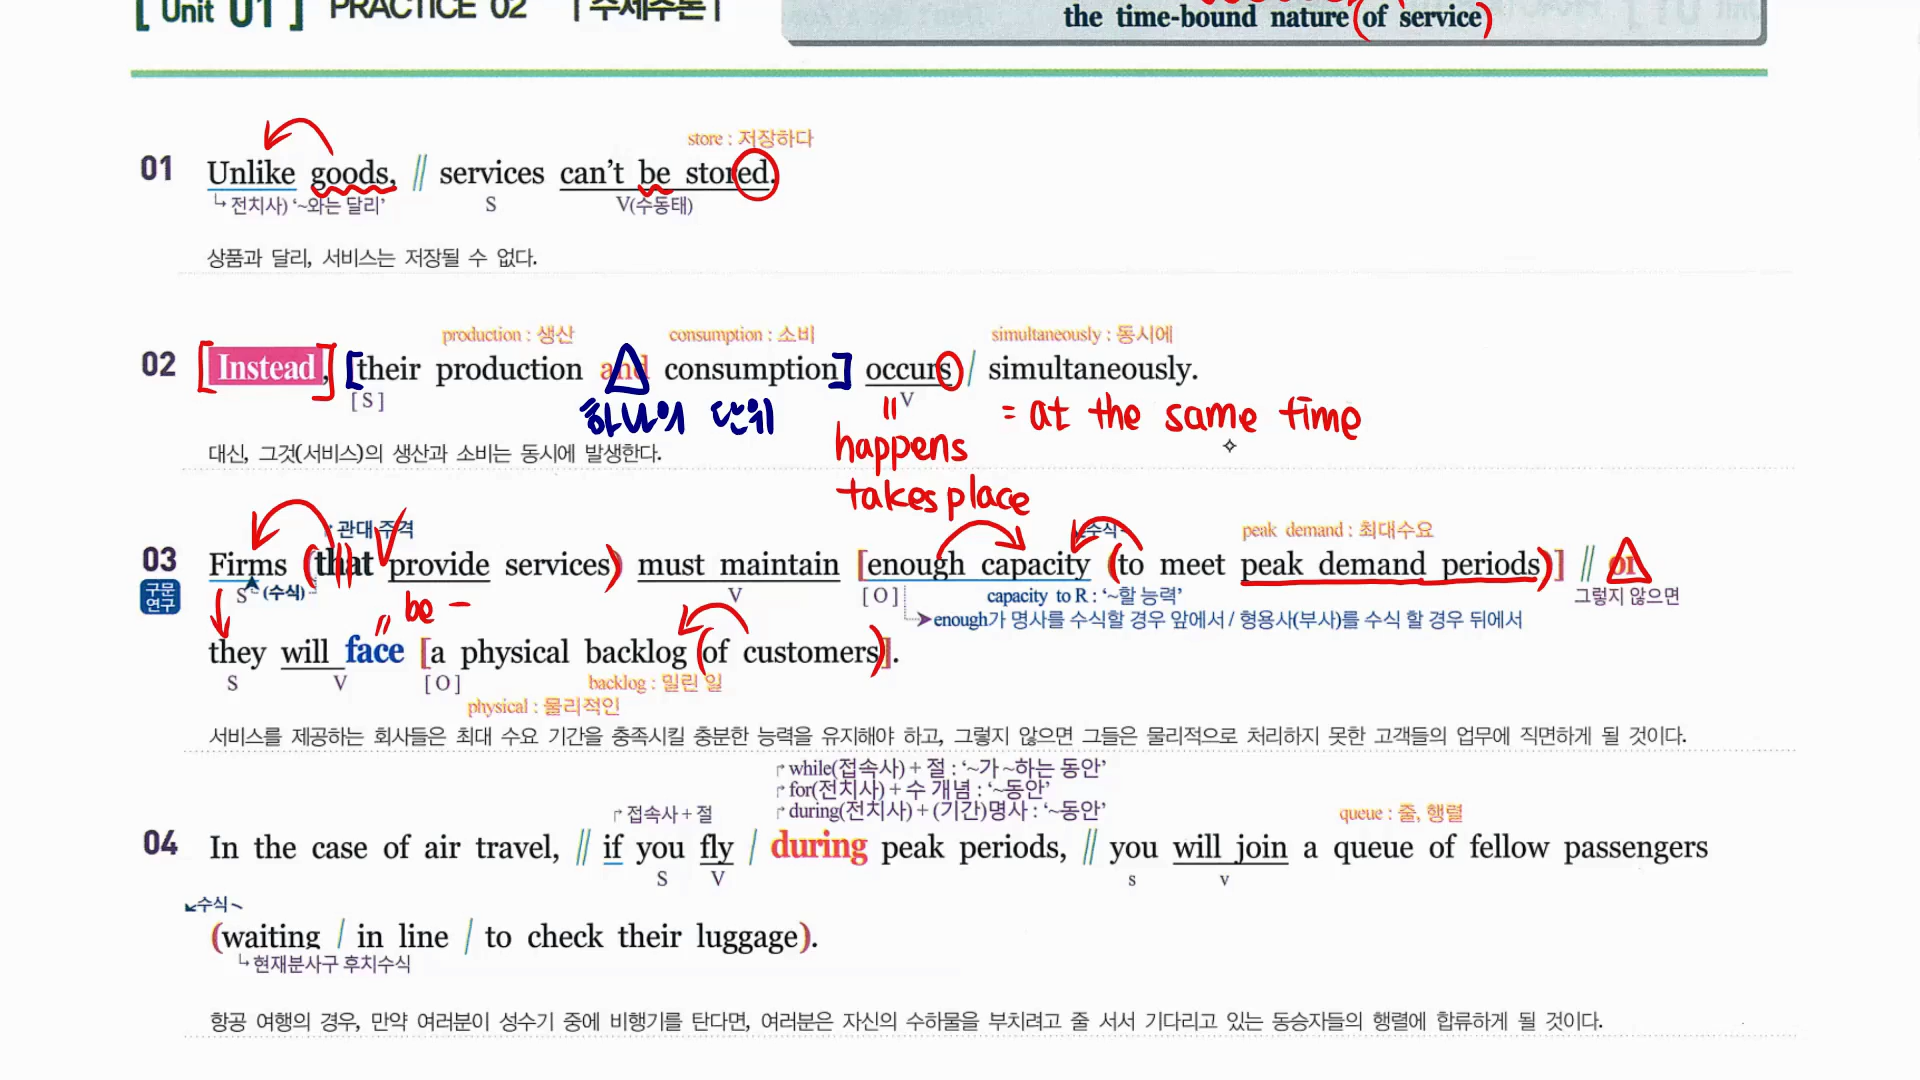 [ Unit 01 ] PRACTICE 02 | 주제추론 |
the time-bound nature (of service)
store : 저장하다
01 Unlike goods, // services can't be stored.
↳ 전치사) '~와는 달리' S V(수동태)
상품과 달리, 서비스는 저장될 수 없다.
production : 생산 consumption : 소비 simultaneously : 동시에
02 [Instead,] [their production and consumption] occurs / simultaneously.
[ S ] V
하나의 단위 = at the same time
happens
takes place
대신, 그것(서비스)의 생산과 소비는 동시에 발생한다.
관대 주격 수식 peak demand : 최대수요
03 Firms (that provide services) must maintain [enough capacity (to meet peak demand periods)] // or
구문연구 S (수식) V [ O ] capacity to R : '~할 능력' 그렇지 않으면
be
enough가 명사를 수식할 경우 앞에서 / 형용사(부사)를 수식 할 경우 뒤에서
they will face [a physical backlog (of customers)].
S V [ O ] backlog : 밀린 일
physical : 물리적인
서비스를 제공하는 회사들은 최대 수요 기간을 충족시킬 충분한 능력을 유지해야 하고, 그렇지 않으면 그들은 물리적으로 처리하지 못한 고객들의 업무에 직면하게 될 것이다.
while(접속사) + 절 : '~가 ~하는 동안'
for(전치사) + 수 개념 : '~동안'
접속사 + 절 during(전치사) + (기간)명사 : '~동안' queue : 줄, 행렬
04 In the case of air travel, // if you fly / during peak periods, // you will join a queue of fellow passengers
S V s v
수식
(waiting / in line / to check their luggage).
↳ 현재분사구 후치수식
항공 여행의 경우, 만약 여러분이 성수기 중에 비행기를 탄다면, 여러분은 자신의 수하물을 부치려고 줄 서서 기다리고 있는 동승자들의 행렬에 합류하게 될 것이다.